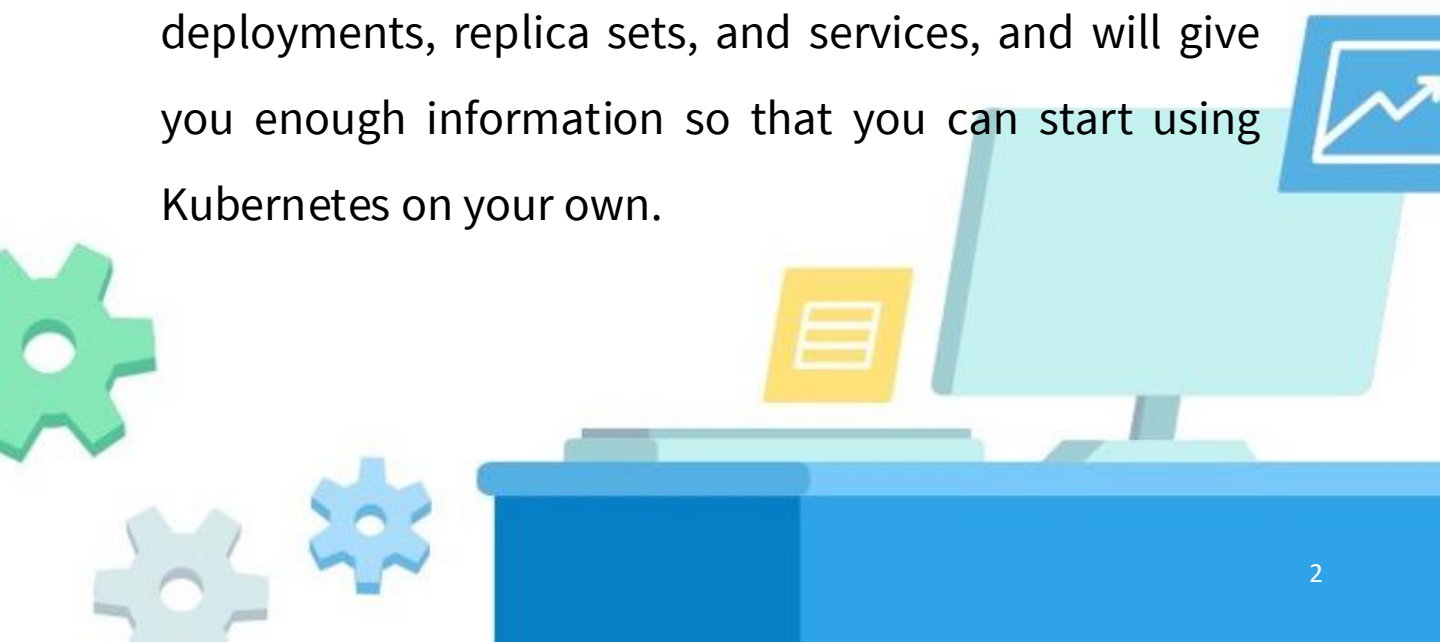 deployments, replica sets, and services, and will give
you enough information so that you can start using
Kubernetes on your own.
2